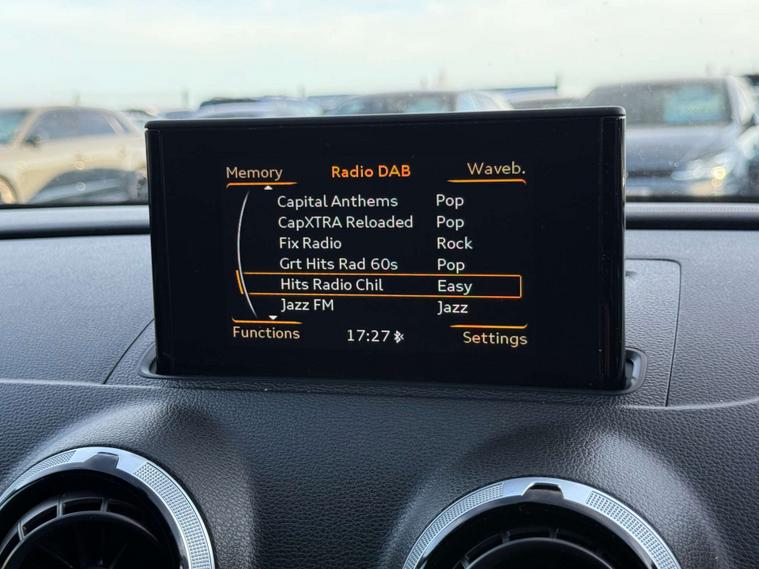 Memory Radio DAB Waveb.
Capital Anthems Pop
CapXTRA Reloaded Pop
Fix Radio Rock
Grt Hits Rad 60s Pop
Hits Radio Chil Easy
Jazz FM Jazz
Functions 17:27 Settings